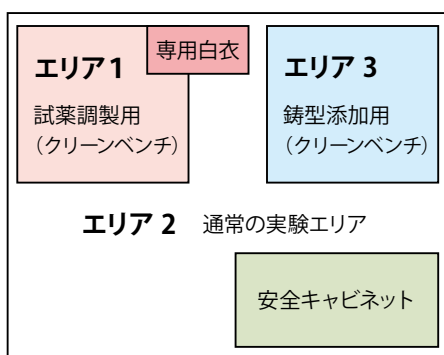 エリア1
専用白衣
試薬調製用
（クリーンベンチ）
エリア 3
鋳型添加用
（クリーンベンチ）
エリア 2 通常の実験エリア
安全キャビネット